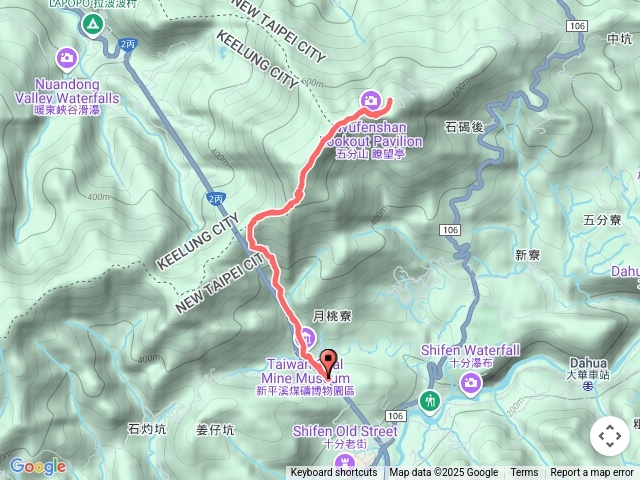 LAPOPO 拉波波村
2丙
NEW TAIPEI CITY
KEELUNG CITY
106
中坑
600m
Nuandong
Valley Waterfalls
暖東峽谷滑瀑
Wufenshan
Lookout Pavilion
五分山 瞭望亭
石碣後
400m
400m
400m
2丙
106
五分寮
KEELUNG CITY
NEW TAIPEI CITY
新寮
Dahu
月桃寮
Taiwan Coal
Mine Museum
新平溪煤礦博物園區
Shifen Waterfall
十分瀑布
Dahua
大華車站
石灼坑
姜仔坑
106
Shifen Old Street
十分老街
Google
Keyboard shortcuts
Map data ©2025 Google
Terms
Report a map error